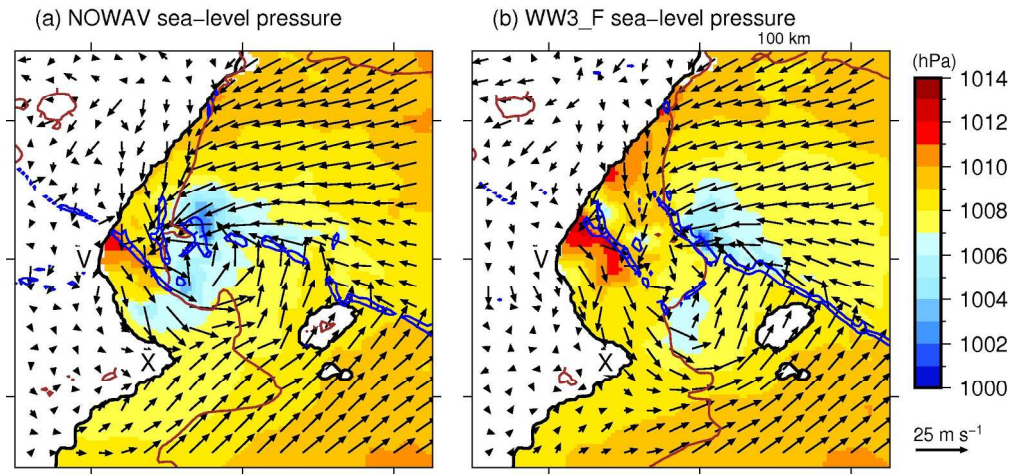 (a) NOWAV sea-level pressure
(b) WW3_F sea-level pressure
100 km
(hPa)
1014
1012
1010
1008
1006
1004
1002
1000
V
X
V
X
25 m s⁻¹